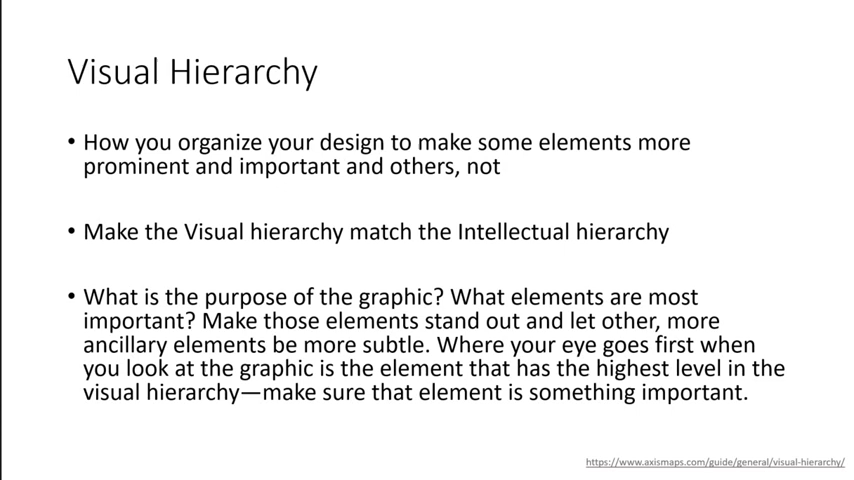 Visual Hierarchy
• How you organize your design to make some elements more
prominent and important and others, not
• Make the Visual hierarchy match the Intellectual hierarchy
• What is the purpose of the graphic? What elements are most
important? Make those elements stand out and let other, more
ancillary elements be more subtle. Where your eye goes first when
you look at the graphic is the element that has the highest level in the
visual hierarchy—make sure that element is something important.
https://www.axismaps.com/guide/general/visual-hierarchy/